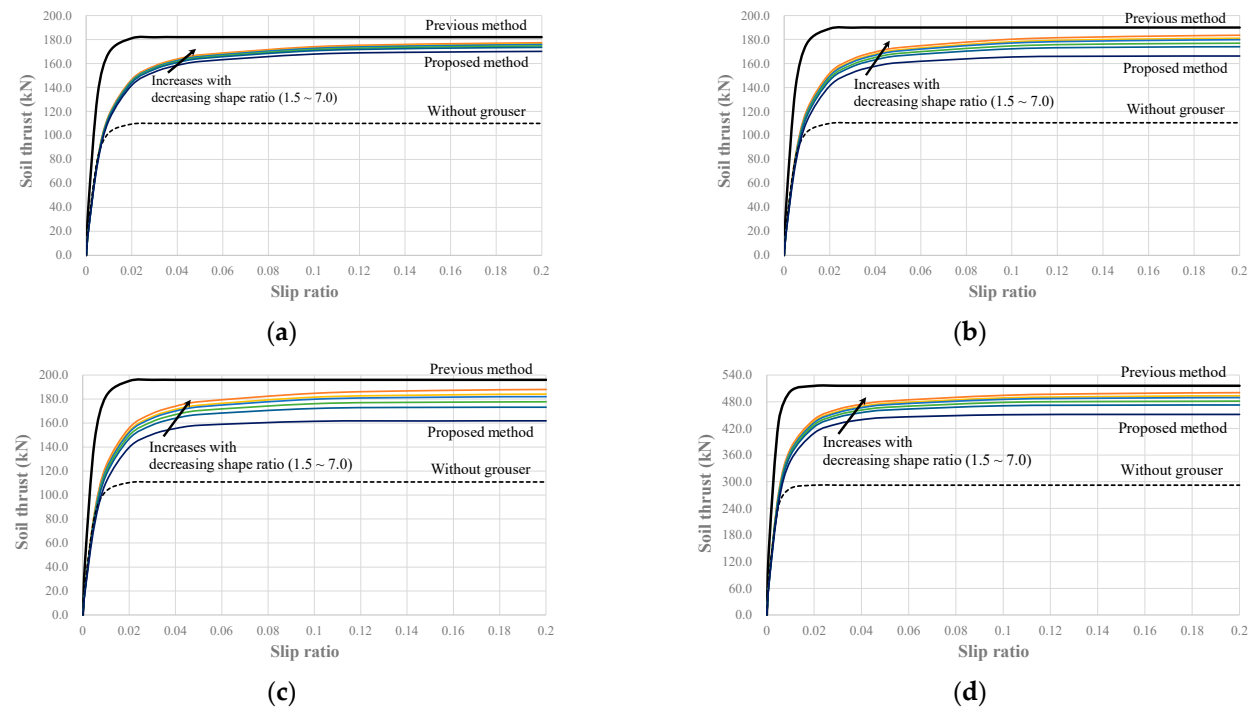 200.0
180.0
160.0
140.0
120.0
100.0
80.0
60.0
40.0
20.0
0.0
Soil thrust (kN)
Previous method
Proposed method
Increases with
decreasing shape ratio (1.5 ~ 7.0)
Without grouser
0 0.02 0.04 0.06 0.08 0.1 0.12 0.14 0.16 0.18 0.2
Slip ratio
(a)
200.0
180.0
160.0
140.0
120.0
100.0
80.0
60.0
40.0
20.0
0.0
Soil thrust (kN)
Previous method
Proposed method
Increases with
decreasing shape ratio (1.5 ~ 7.0)
Without grouser
0 0.02 0.04 0.06 0.08 0.1 0.12 0.14 0.16 0.18 0.2
Slip ratio
(b)
200.0
180.0
160.0
140.0
120.0
100.0
80.0
60.0
40.0
20.0
0.0
Soil thrust (kN)
Previous method
Proposed method
Increases with
decreasing shape ratio (1.5 ~ 7.0)
Without grouser
0 0.02 0.04 0.06 0.08 0.1 0.12 0.14 0.16 0.18 0.2
Slip ratio
(c)
540.0
480.0
420.0
360.0
300.0
240.0
180.0
120.0
60.0
0.0
Soil thrust (kN)
Previous method
Proposed method
Increases with
decreasing shape ratio (1.5 ~ 7.0)
Without grouser
0 0.02 0.04 0.06 0.08 0.1 0.12 0.14 0.16 0.18 0.2
Slip ratio
(d)